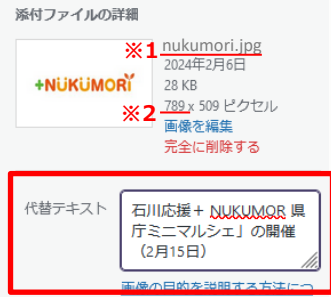 添付ファイルの詳細
※1 nukumori.jpg
2024年2月6日
28 KB
※2 789 x 509 ピクセル
画像を編集
完全に削除する
+NUKUMORI
代替テキスト
石川応援+ NUKUMOR 県
庁ミニマルシェ」の開催
(2月15日)
画像の目的を説明する方法につ